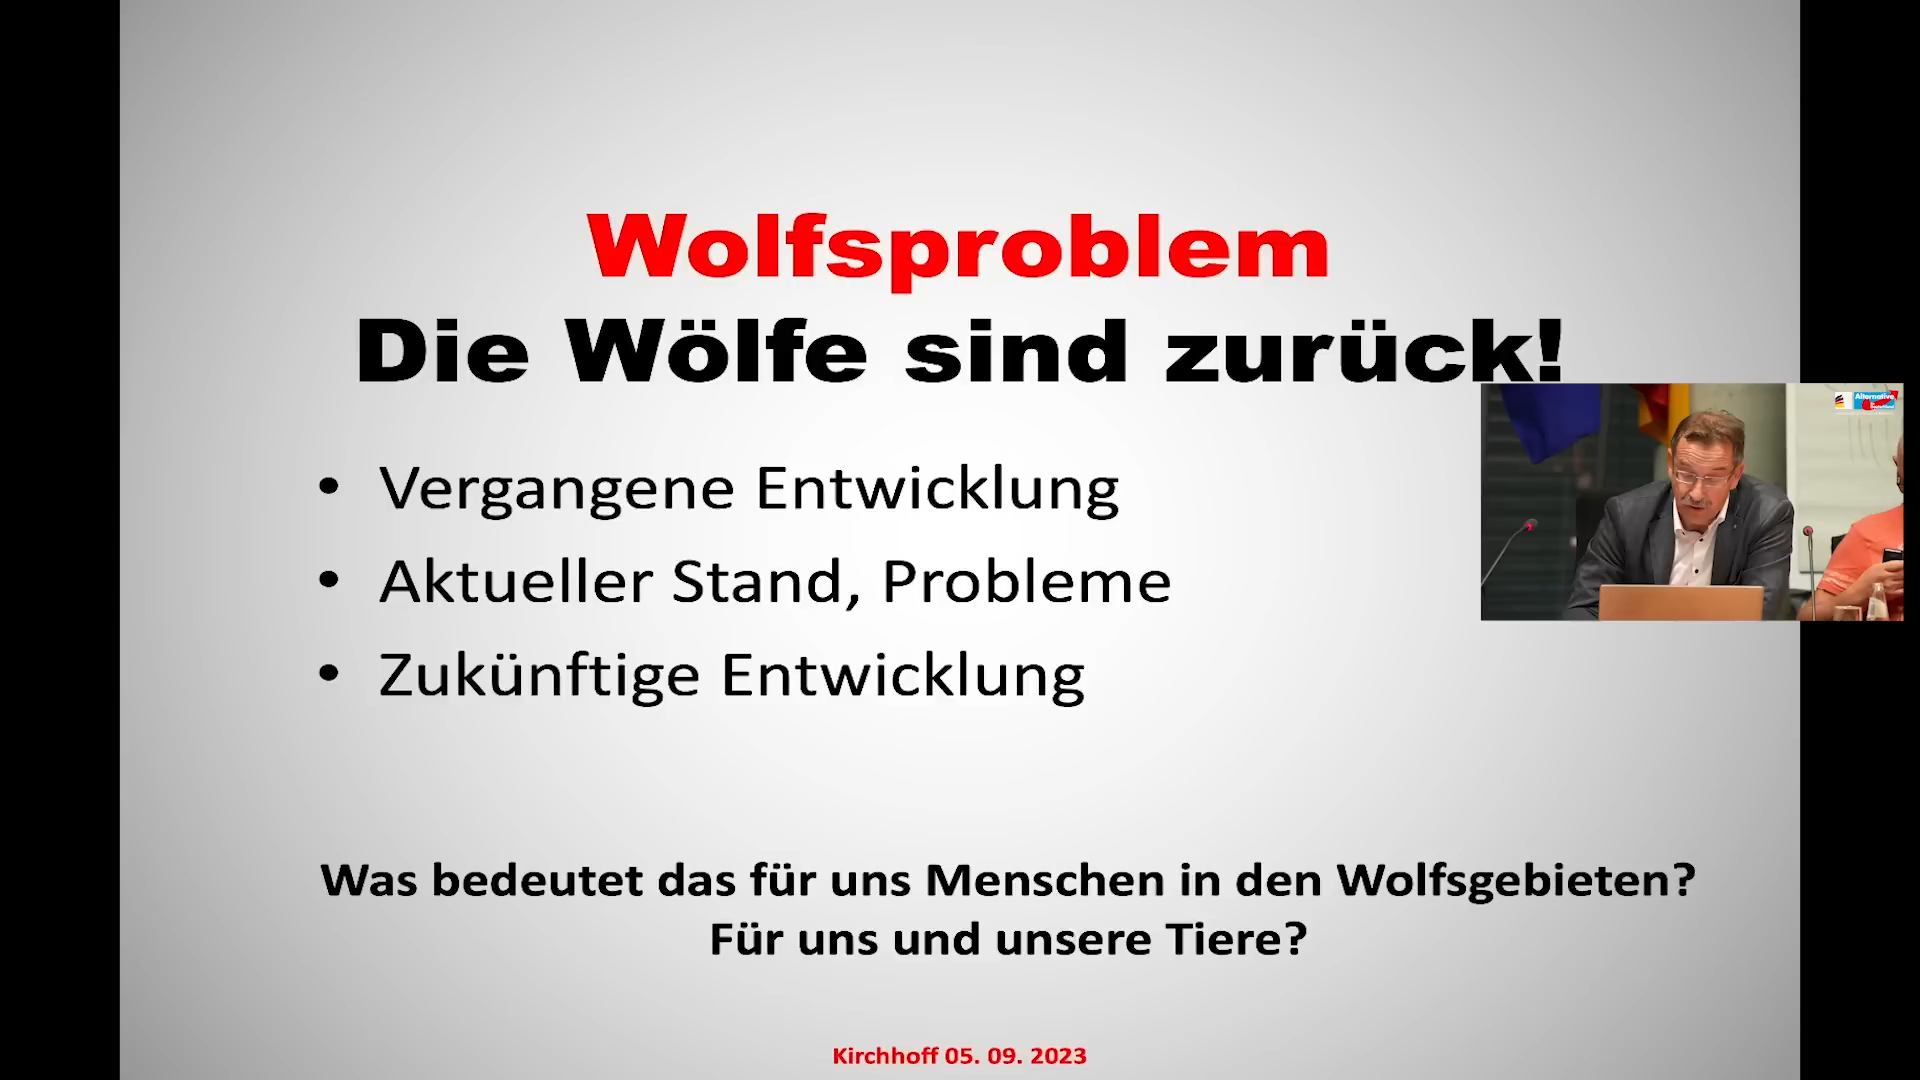 Wolfsproblem
Die Wölfe sind zurück!
• Vergangene Entwicklung
• Aktueller Stand, Probleme
• Zukünftige Entwicklung
Alternative
Was bedeutet das für uns Menschen in den Wolfsgebieten?
Für uns und unsere Tiere?
Kirchhoff 05. 09. 2023